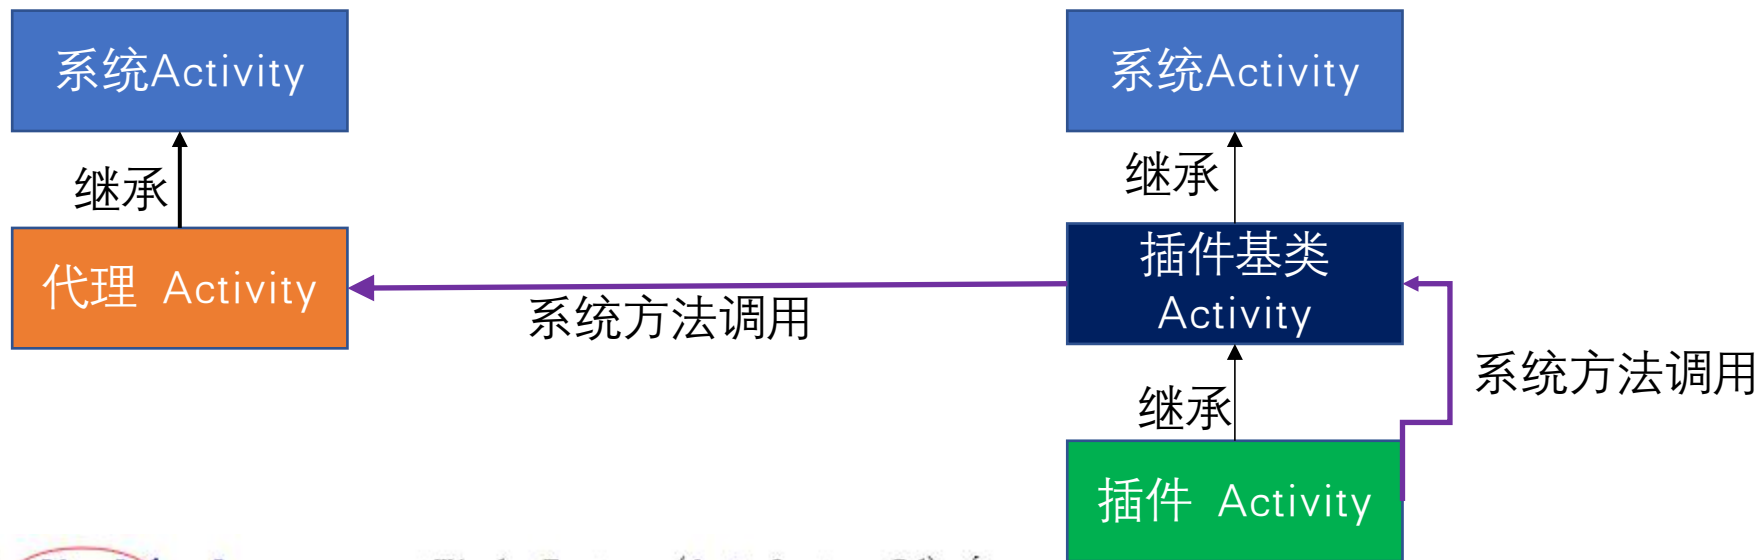 系统Activity
系统Activity
继承
继承
代理 Activity
插件基类
Activity
系统方法调用
系统方法调用
继承
插件 Activity